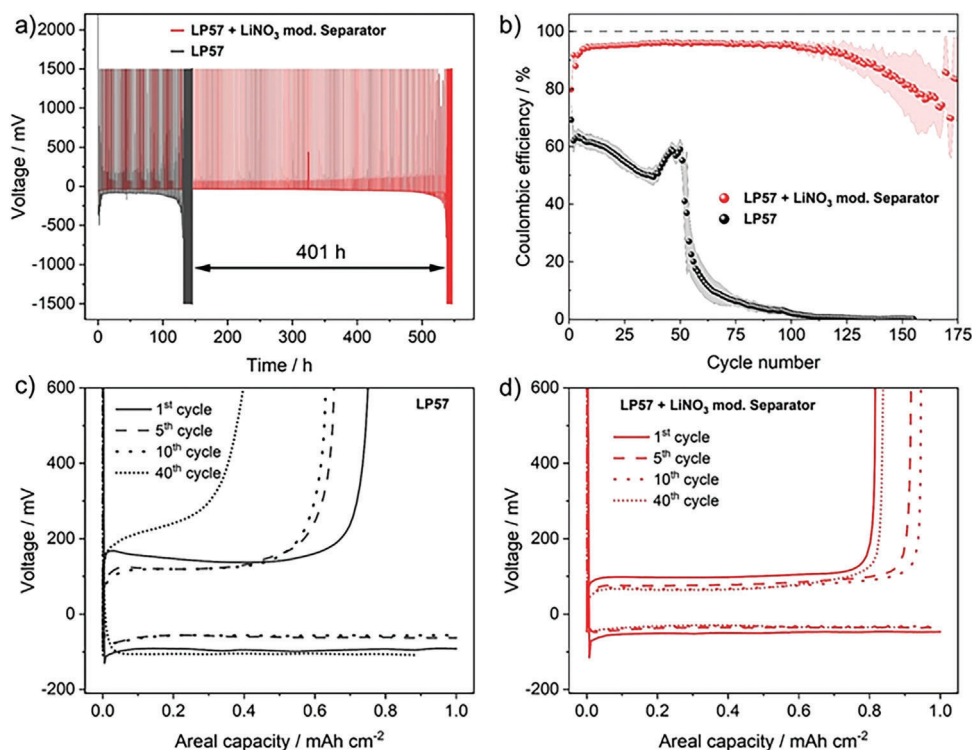 a)
2000
1500
1000
500
0
-500
-1000
-1500
Voltage / mV
LP57 + LiNO₃ mod. Separator
LP57
401 h
0 100 200 300 400 500
Time / h
b)
100
80
60
40
20
0
Coulombic efficiency / %
LP57 + LiNO₃ mod. Separator
LP57
0 25 50 75 100 125 150 175
Cycle number
c)
600
400
200
0
-200
Voltage / mV
LP57
1st cycle
5th cycle
10th cycle
40th cycle
0.0 0.2 0.4 0.6 0.8 1.0
Areal capacity / mAh cm⁻²
d)
600
400
200
0
-200
Voltage / mV
LP57 + LiNO₃ mod. Separator
1st cycle
5th cycle
10th cycle
40th cycle
0.0 0.2 0.4 0.6 0.8 1.0
Areal capacity / mAh cm⁻²